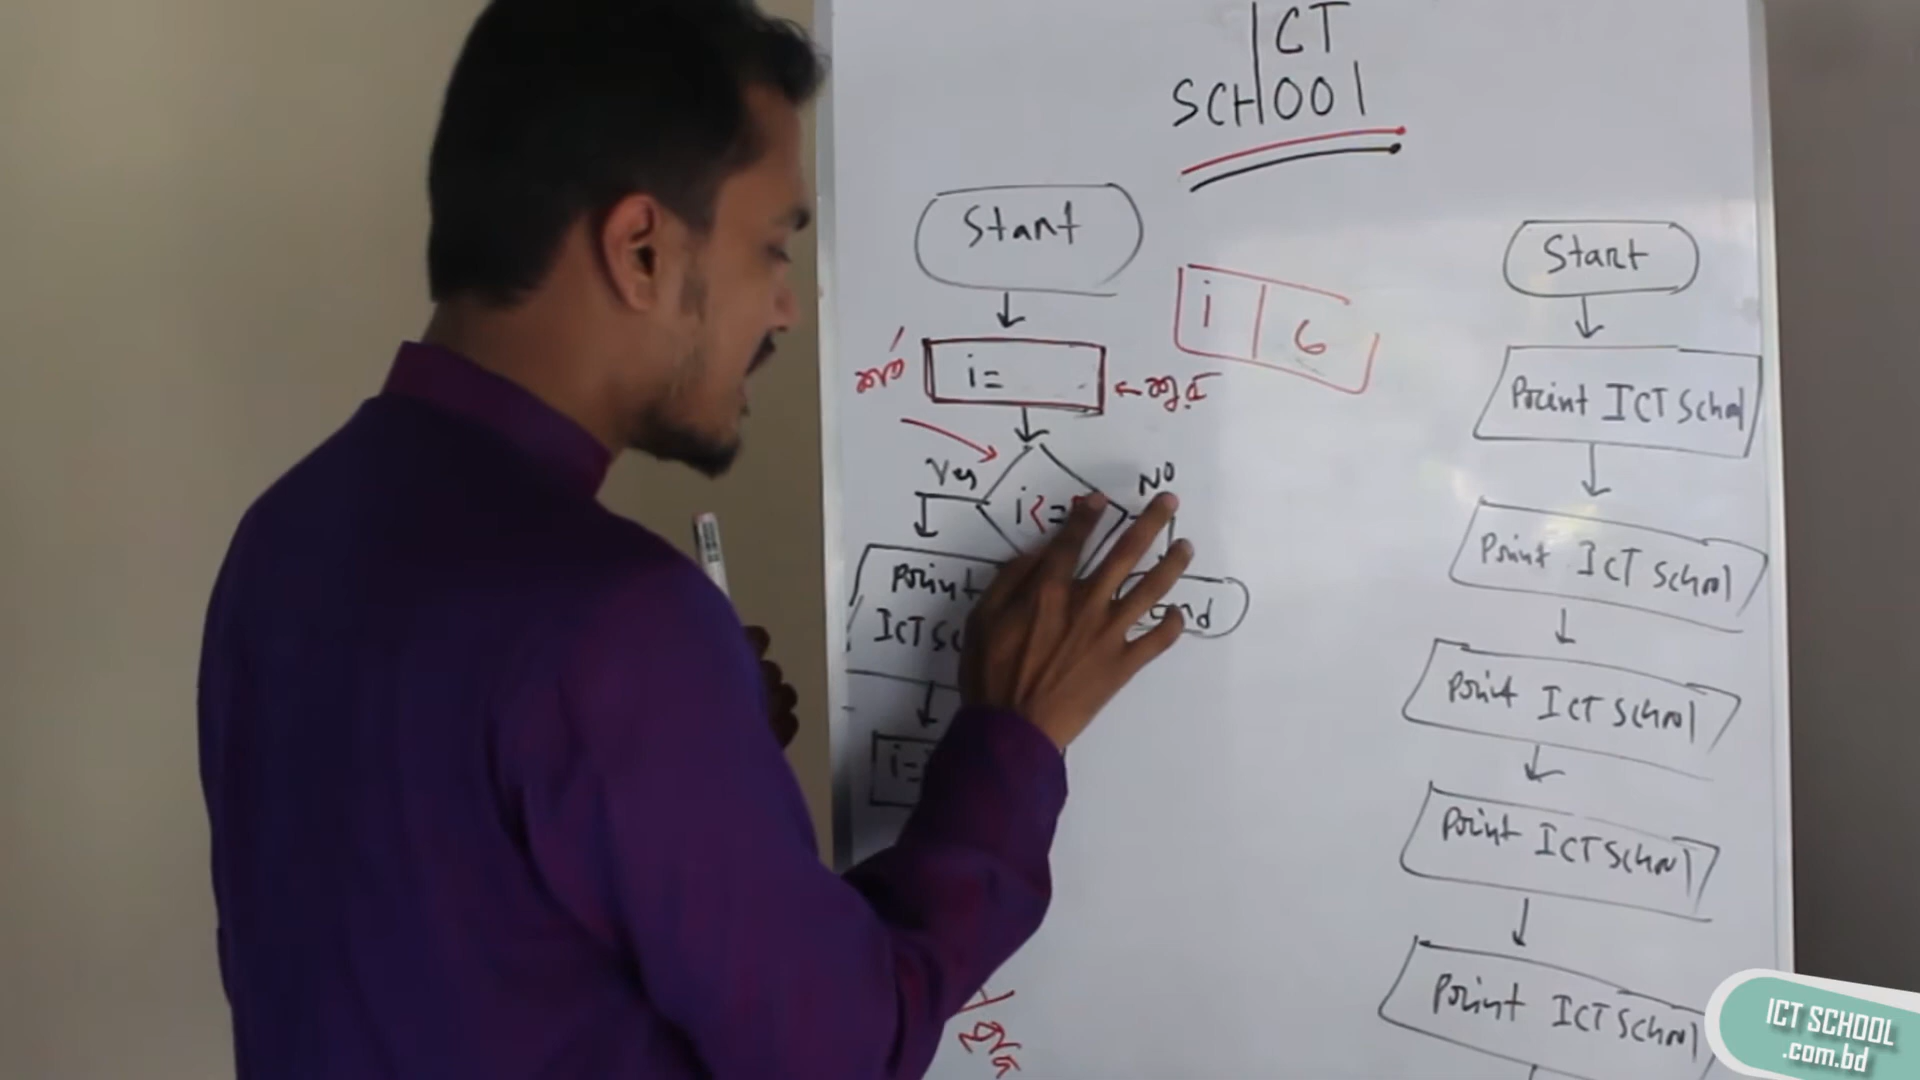 ICT
SCHOOl
Start
i=
i 6
Yes
i<=
NO
Print
ICT Sc
End
i=
Start
Print ICT School
Print ICT School
Print ICT School
Print ICT School
Print ICT School
ICT SCHOOL
.com.bd